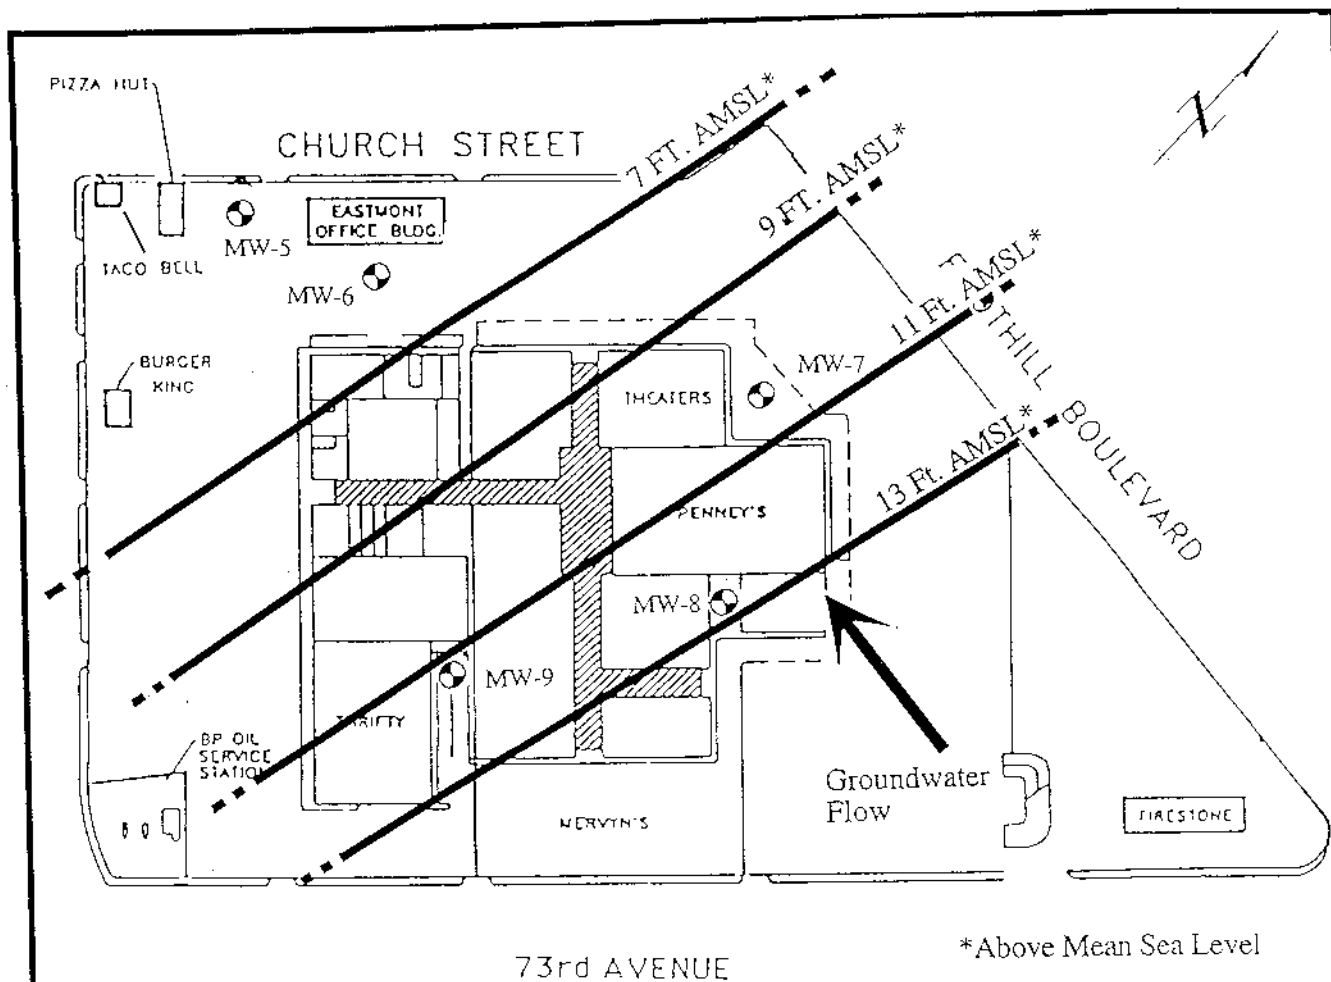 PIZZA HUT
CHURCH STREET
7 FT. AMSL*
9 FT. AMSL*
Z
EASTMONT
OFFICE BLDG.
MW-5
TACO BELL
MW-6
11 Ft. AMSL*
BURGER
KING
THEATERS
MW-7
13 Ft. AMSL*
BOULEVARD
PENNEY'S
MW-8
MW-9
THRIFTY
BP OIL
SERVICE
STATION
Groundwater
Flow
MERVYN'S
FIRESTONE
*Above Mean Sea Level
73rd AVENUE